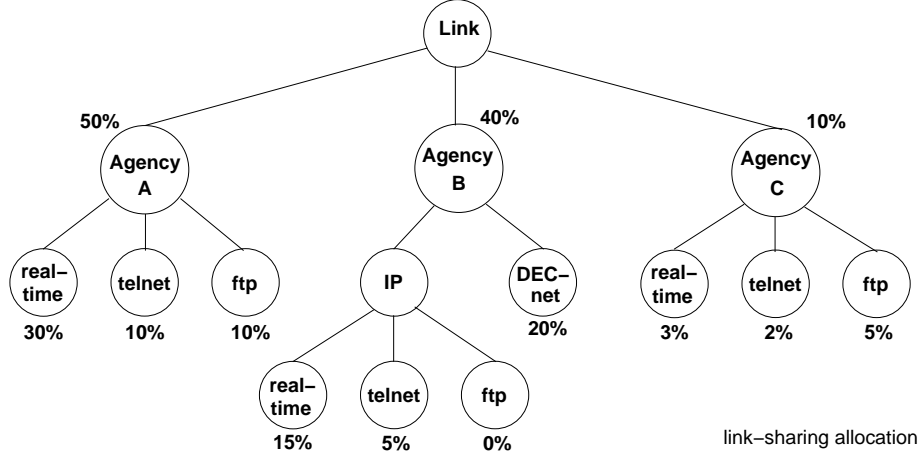 Link
50%
40%
10%
Agency
A
Agency
B
Agency
C
real–
time
telnet
ftp
IP
DEC–
net
real–
time
telnet
ftp
30%
10%
10%
20%
3%
2%
5%
real–
time
telnet
ftp
15%
5%
0%
link–sharing allocation